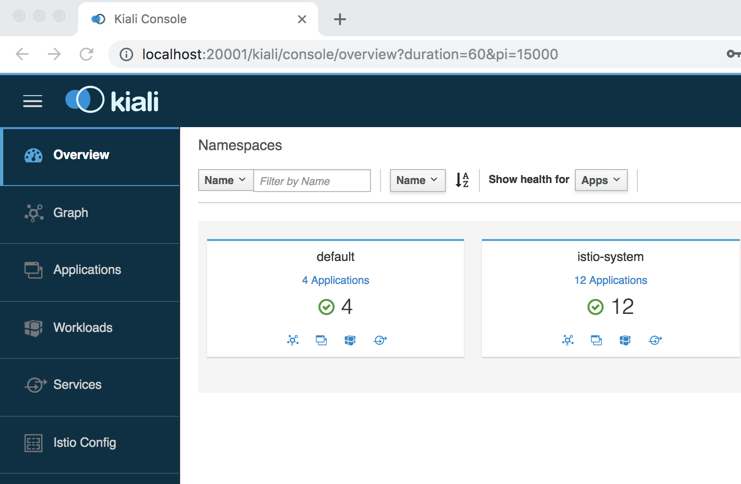 Kiali Console
localhost:20001/kiali/console/overview?duration=60&pi=15000
kiali
Overview
Graph
Applications
Workloads
Services
Istio Config
Namespaces
Name Filter by Name Name A Z Show health for Apps
default
4 Applications
4
istio-system
12 Applications
12